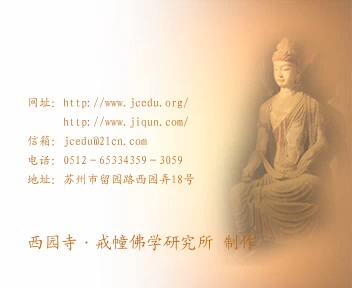 网址: http://www.jcedu.org/
http://www.jiqun.com/
信箱: jcedu@21cn.com
电话: 0512-65334359-3059
地址: 苏州市留园路西园弄18号
西园寺·戒幢佛学研究所 制作